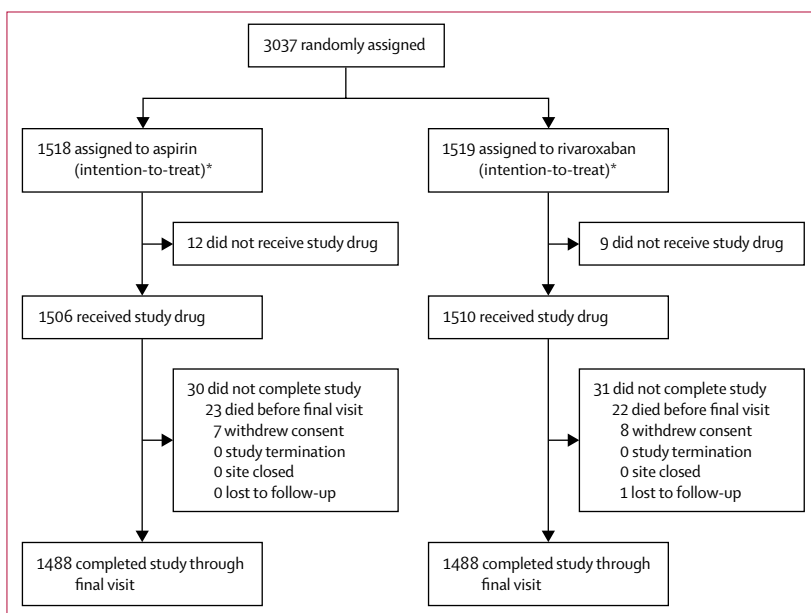 3037 randomly assigned
1518 assigned to aspirin
(intention-to-treat)*
1519 assigned to rivaroxaban
(intention-to-treat)*
12 did not receive study drug
9 did not receive study drug
1506 received study drug
1510 received study drug
30 did not complete study
23 died before final visit
7 withdrew consent
0 study termination
0 site closed
0 lost to follow-up
31 did not complete study
22 died before final visit
8 withdrew consent
0 study termination
0 site closed
1 lost to follow-up
1488 completed study through
final visit
1488 completed study through
final visit